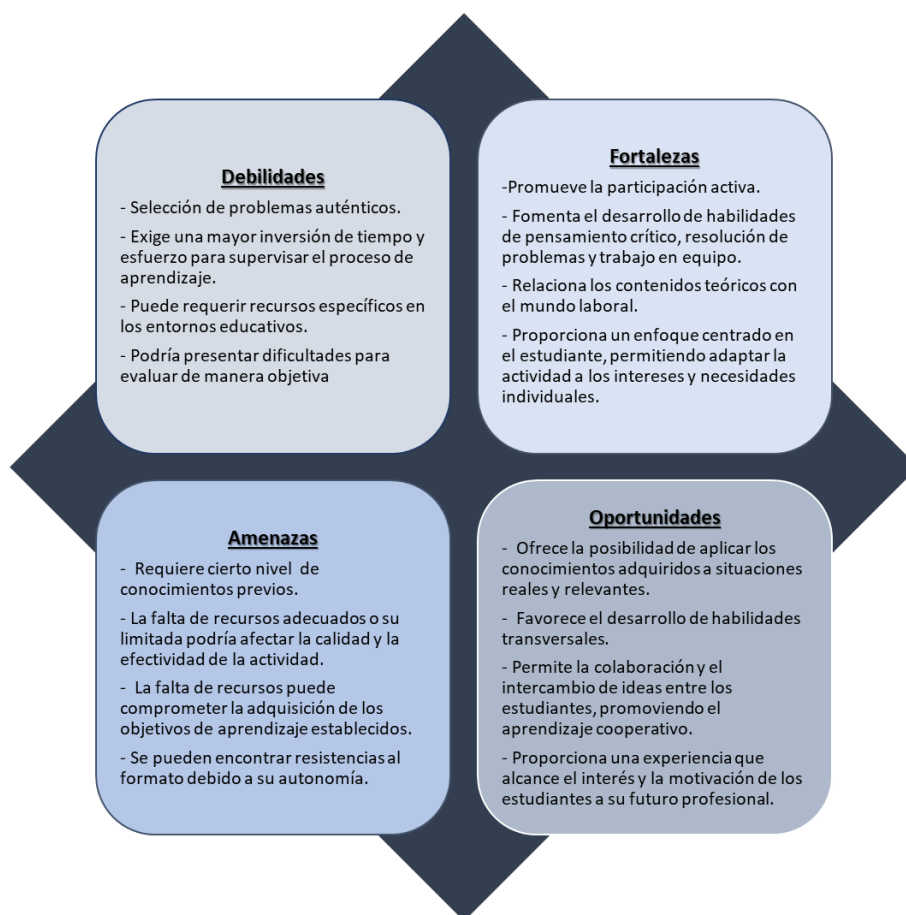 Debilidades
- Selección de problemas auténticos.
- Exige una mayor inversión de tiempo y
esfuerzo para supervisar el proceso de
aprendizaje.
- Puede requerir recursos específicos en
los entornos educativos.
- Podría presentar dificultades para
evaluar de manera objetiva
Fortalezas
-Promueve la participación activa.
- Fomenta el desarrollo de habilidades
de pensamiento crítico, resolución de
problemas y trabajo en equipo.
- Relaciona los contenidos teóricos con
el mundo laboral.
- Proporciona un enfoque centrado en
el estudiante, permitiendo adaptar la
actividad a los intereses y necesidades
individuales.
Amenazas
- Requiere cierto nivel de
conocimientos previos.
- La falta de recursos adecuados o su
limitada podría afectar la calidad y la
efectividad de la actividad.
- La falta de recursos puede
comprometer la adquisición de los
objetivos de aprendizaje establecidos.
- Se pueden encontrar resistencias al
formato debido a su autonomía.
Oportunidades
- Ofrece la posibilidad de aplicar los
conocimientos adquiridos a situaciones
reales y relevantes.
- Favorece el desarrollo de habilidades
transversales.
- Permite la colaboración y el
intercambio de ideas entre los
estudiantes, promoviendo el
aprendizaje cooperativo.
- Proporciona una experiencia que
alcance el interés y la motivación de los
estudiantes a su futuro profesional.